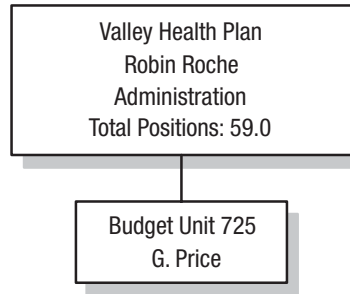 Valley Health Plan
Robin Roche
Administration
Total Positions: 59.0
Budget Unit 725
G. Price